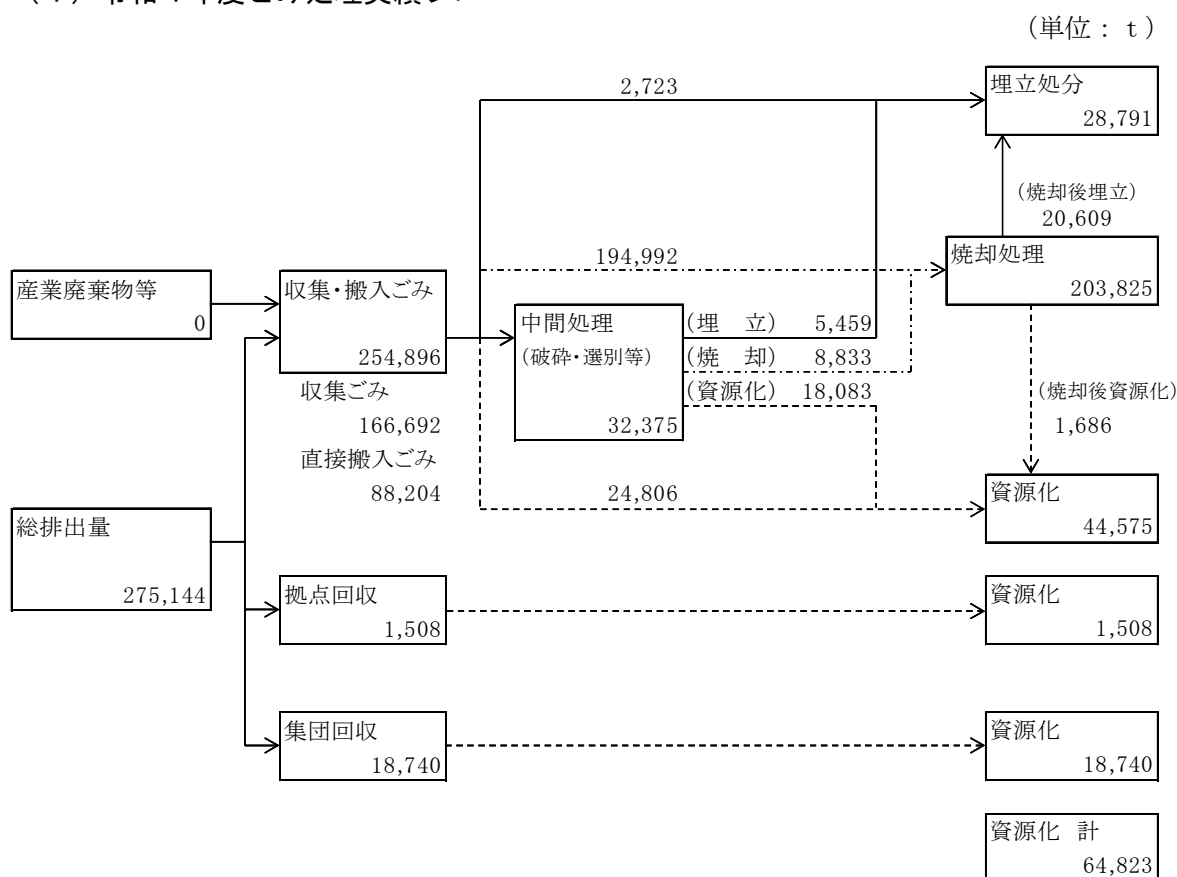 (単位: t)
2,723
埋立処分
28,791
(焼却後埋立)
20,609
194,992
焼却処理
203,825
産業廃棄物等
0
収集・搬入ごみ
254,896
中間処理
(破砕・選別等)
32,375
(埋 立) 5,459
(焼 却) 8,833
(資源化) 18,083
収集ごみ
166,692
直接搬入ごみ
88,204
(焼却後資源化)
1,686
24,806
資源化
44,575
総排出量
275,144
拠点回収
1,508
資源化
1,508
集団回収
18,740
資源化
18,740
資源化 計
64,823